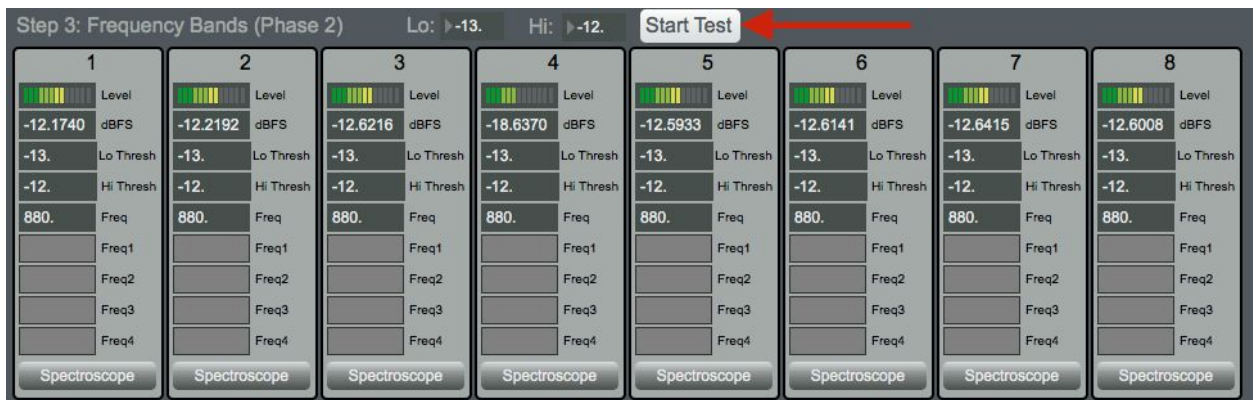 Step 3: Frequency Bands (Phase 2) Lo: -13. Hi: -12. Start Test
1 2 3 4 5 6 7 8
Level Level Level Level Level Level Level Level
-12.1740 dBFS -12.2192 dBFS -12.6216 dBFS -18.6370 dBFS -12.5933 dBFS -12.6141 dBFS -12.6415 dBFS -12.6008 dBFS
-13. Lo Thresh -13. Lo Thresh -13. Lo Thresh -13. Lo Thresh -13. Lo Thresh -13. Lo Thresh -13. Lo Thresh -13. Lo Thresh
-12. Hi Thresh -12. Hi Thresh -12. Hi Thresh -12. Hi Thresh -12. Hi Thresh -12. Hi Thresh -12. Hi Thresh -12. Hi Thresh
880. Freq 880. Freq 880. Freq 880. Freq 880. Freq 880. Freq 880. Freq 880. Freq
Freq1 Freq1 Freq1 Freq1 Freq1 Freq1 Freq1 Freq1
Freq2 Freq2 Freq2 Freq2 Freq2 Freq2 Freq2 Freq2
Freq3 Freq3 Freq3 Freq3 Freq3 Freq3 Freq3 Freq3
Freq4 Freq4 Freq4 Freq4 Freq4 Freq4 Freq4 Freq4
Spectroscope Spectroscope Spectroscope Spectroscope Spectroscope Spectroscope Spectroscope Spectroscope